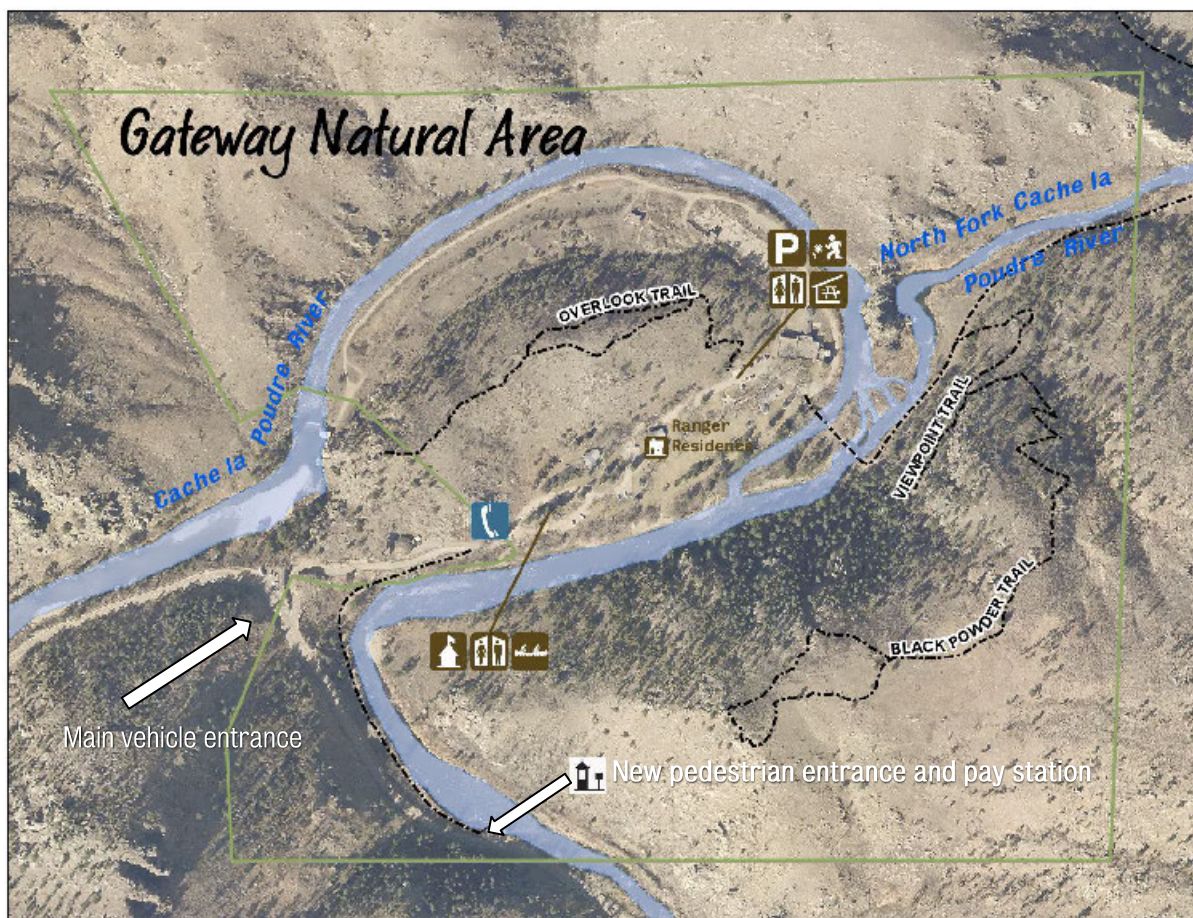 Gateway Natural Area
North Fork Cache la
Poudre River
P
OVERLOOK TRAIL
Cache la Poudre River
VIEWPOINT TRAIL
Ranger
Residence
BLACK POWDER TRAIL
Main vehicle entrance
New pedestrian entrance and pay station